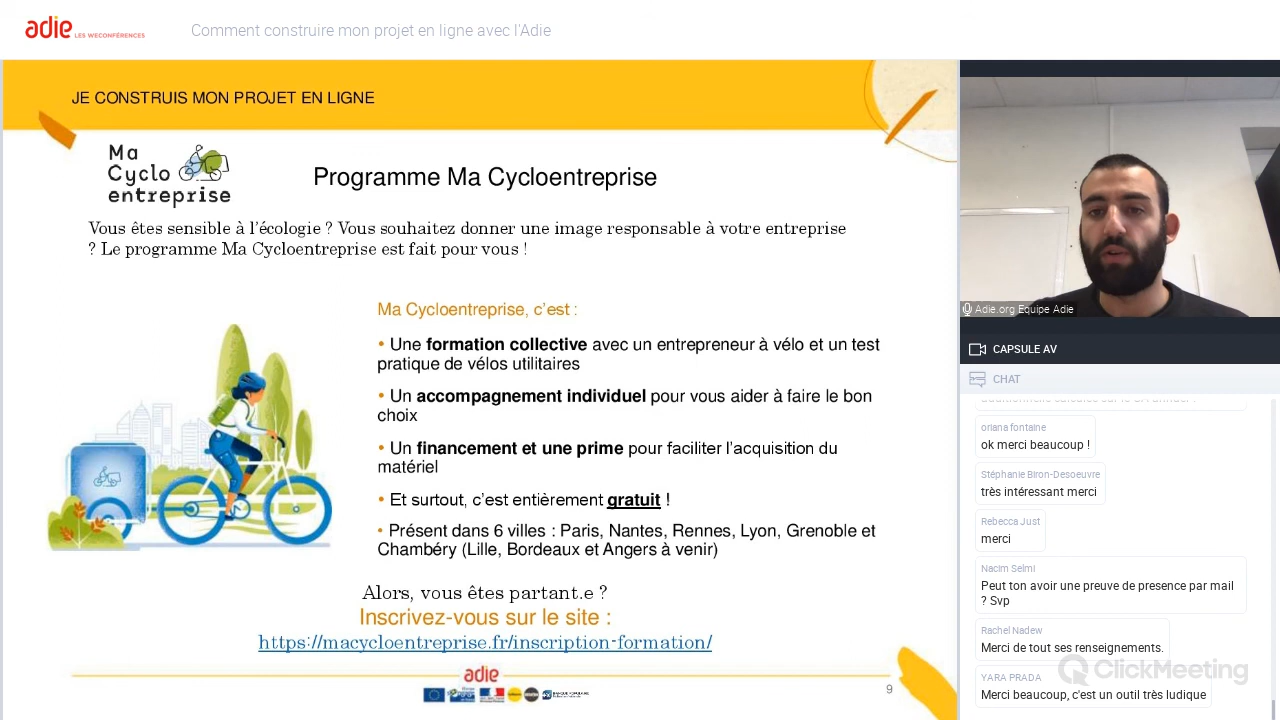 adie LES WECONFÉRENCES
Comment construire mon projet en ligne avec l'Adie
JE CONSTRUIS MON PROJET EN LIGNE
Ma
Cyclo
entreprise
Programme Ma Cycloentreprise
Vous êtes sensible à l'écologie ? Vous souhaitez donner une image responsable à votre entreprise
? Le programme Ma Cycloentreprise est fait pour vous !
Ma Cycloentreprise, c'est :
• Une formation collective avec un entrepreneur à vélo et un test
pratique de vélos utilitaires
• Un accompagnement individuel pour vous aider à faire le bon
choix
• Un financement et une prime pour faciliter l'acquisition du
matériel
• Et surtout, c'est entièrement gratuit !
• Présent dans 6 villes : Paris, Nantes, Rennes, Lyon, Grenoble et
Chambéry (Lille, Bordeaux et Angers à venir)
Alors, vous êtes partant.e ?
Inscrivez-vous sur le site :
https://macycloentreprise.fr/inscription-formation/
adie
BANQUE POPULAIRE
9
Adie.org Equipe Adie
CAPSULE AV
CHAT
oriana fontaine
ok merci beaucoup !
Stéphanie Biron-Desoeuvre
très intéressant merci
Rebecca Just
merci
Nacim Selmi
Peut ton avoir une preuve de presence par mail
? Svp
Rachel Nadew
Merci de tout ses renseignements.
YARA PRADA
Merci beaucoup, c'est un outil très ludique
ClickMeeting